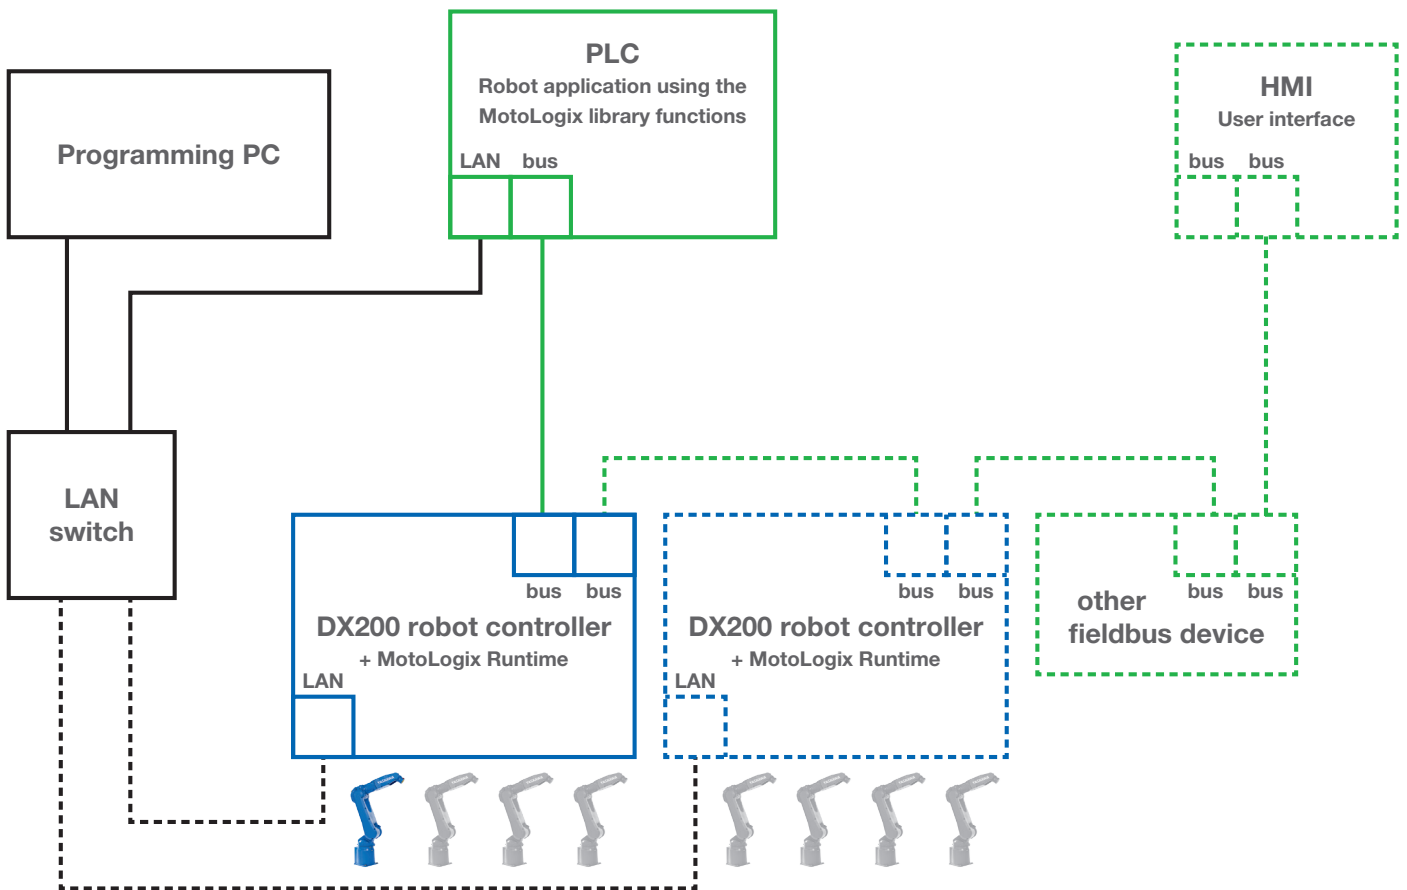 PLC
Robot application using the
MotoLogix library functions
LAN bus
HMI
User interface
bus bus
Programming PC
LAN
switch
bus bus
DX200 robot controller
+ MotoLogix Runtime
LAN
bus bus
DX200 robot controller
+ MotoLogix Runtime
LAN
bus bus
other
fieldbus device